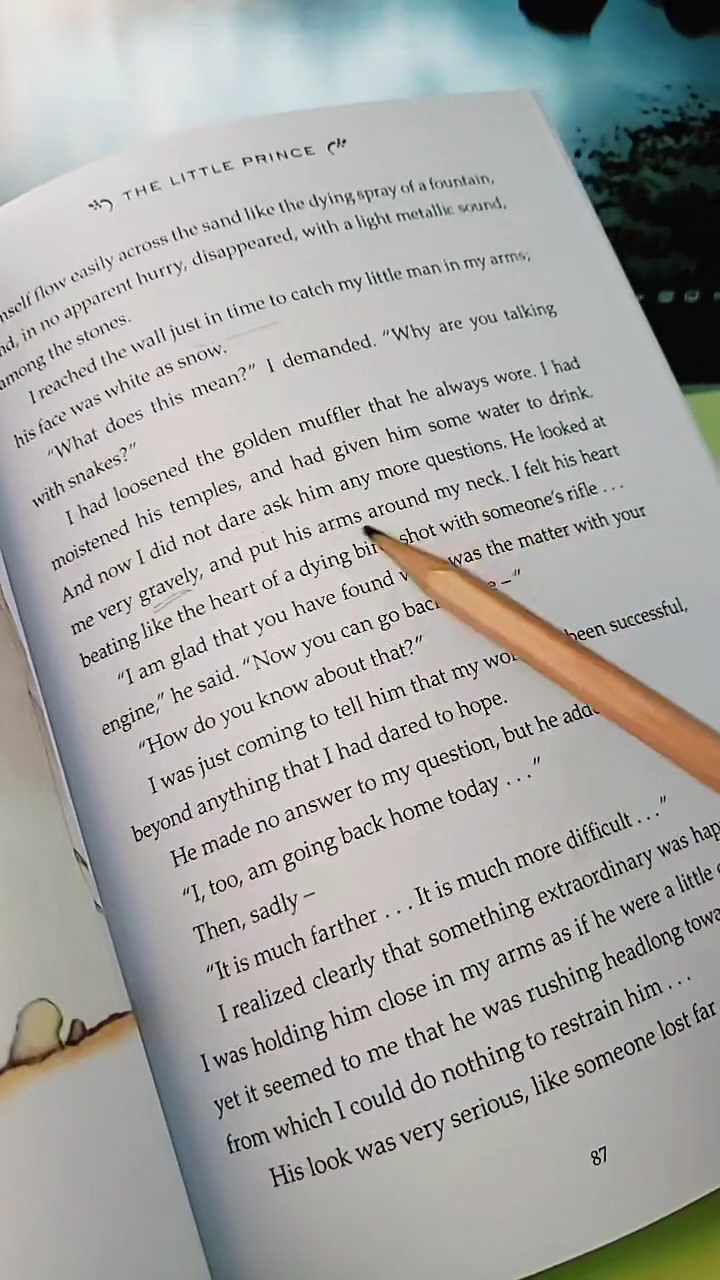 THE LITTLE PRINCE
flow easily across the sand like the dying spray of a fountain,
in no apparent hurry, disappeared, with a light metallic sound,
among the stones.
I reached the wall just in time to catch my little man in my arms;
his face was white as snow.
“What does this mean?” I demanded. “Why are you talking
with snakes?”
I had loosened the golden muffler that he always wore. I had
moistened his temples, and had given him some water to drink.
And now I did not dare ask him any more questions. He looked at
me very gravely, and put his arms around my neck. I felt his heart
beating like the heart of a dying shot with someone's rifle . . .
“I am glad that you have found was the matter with your
engine,” he said. “Now you can go –”
“How do you know about that?”
I was just coming to tell him that my been successful,
beyond anything that I had dared to hope.
He made no answer to my question, but he
“I, too, am going back home today . . .”
Then, sadly –
“It is much farther . . . It is much more difficult . . .”
I realized clearly that something extraordinary was
I was holding him close in my arms as if he were a little
yet it seemed to me that he was rushing headlong
from which I could do nothing to restrain him . . .
His look was very serious, like someone lost far
87